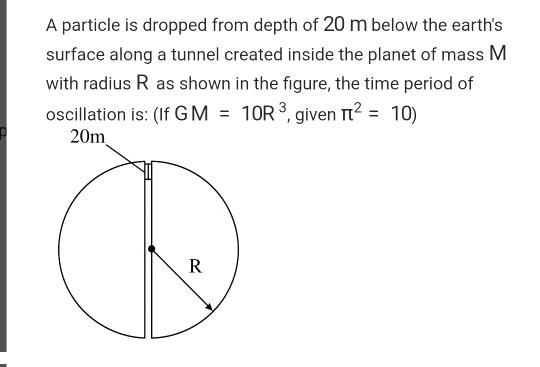 A particle is dropped from depth of 20 m below the earth's
surface along a tunnel created inside the planet of mass M
with radius R as shown in the figure, the time period of
oscillation is: (If GM = 10R³, given π² = 10)
20m
R